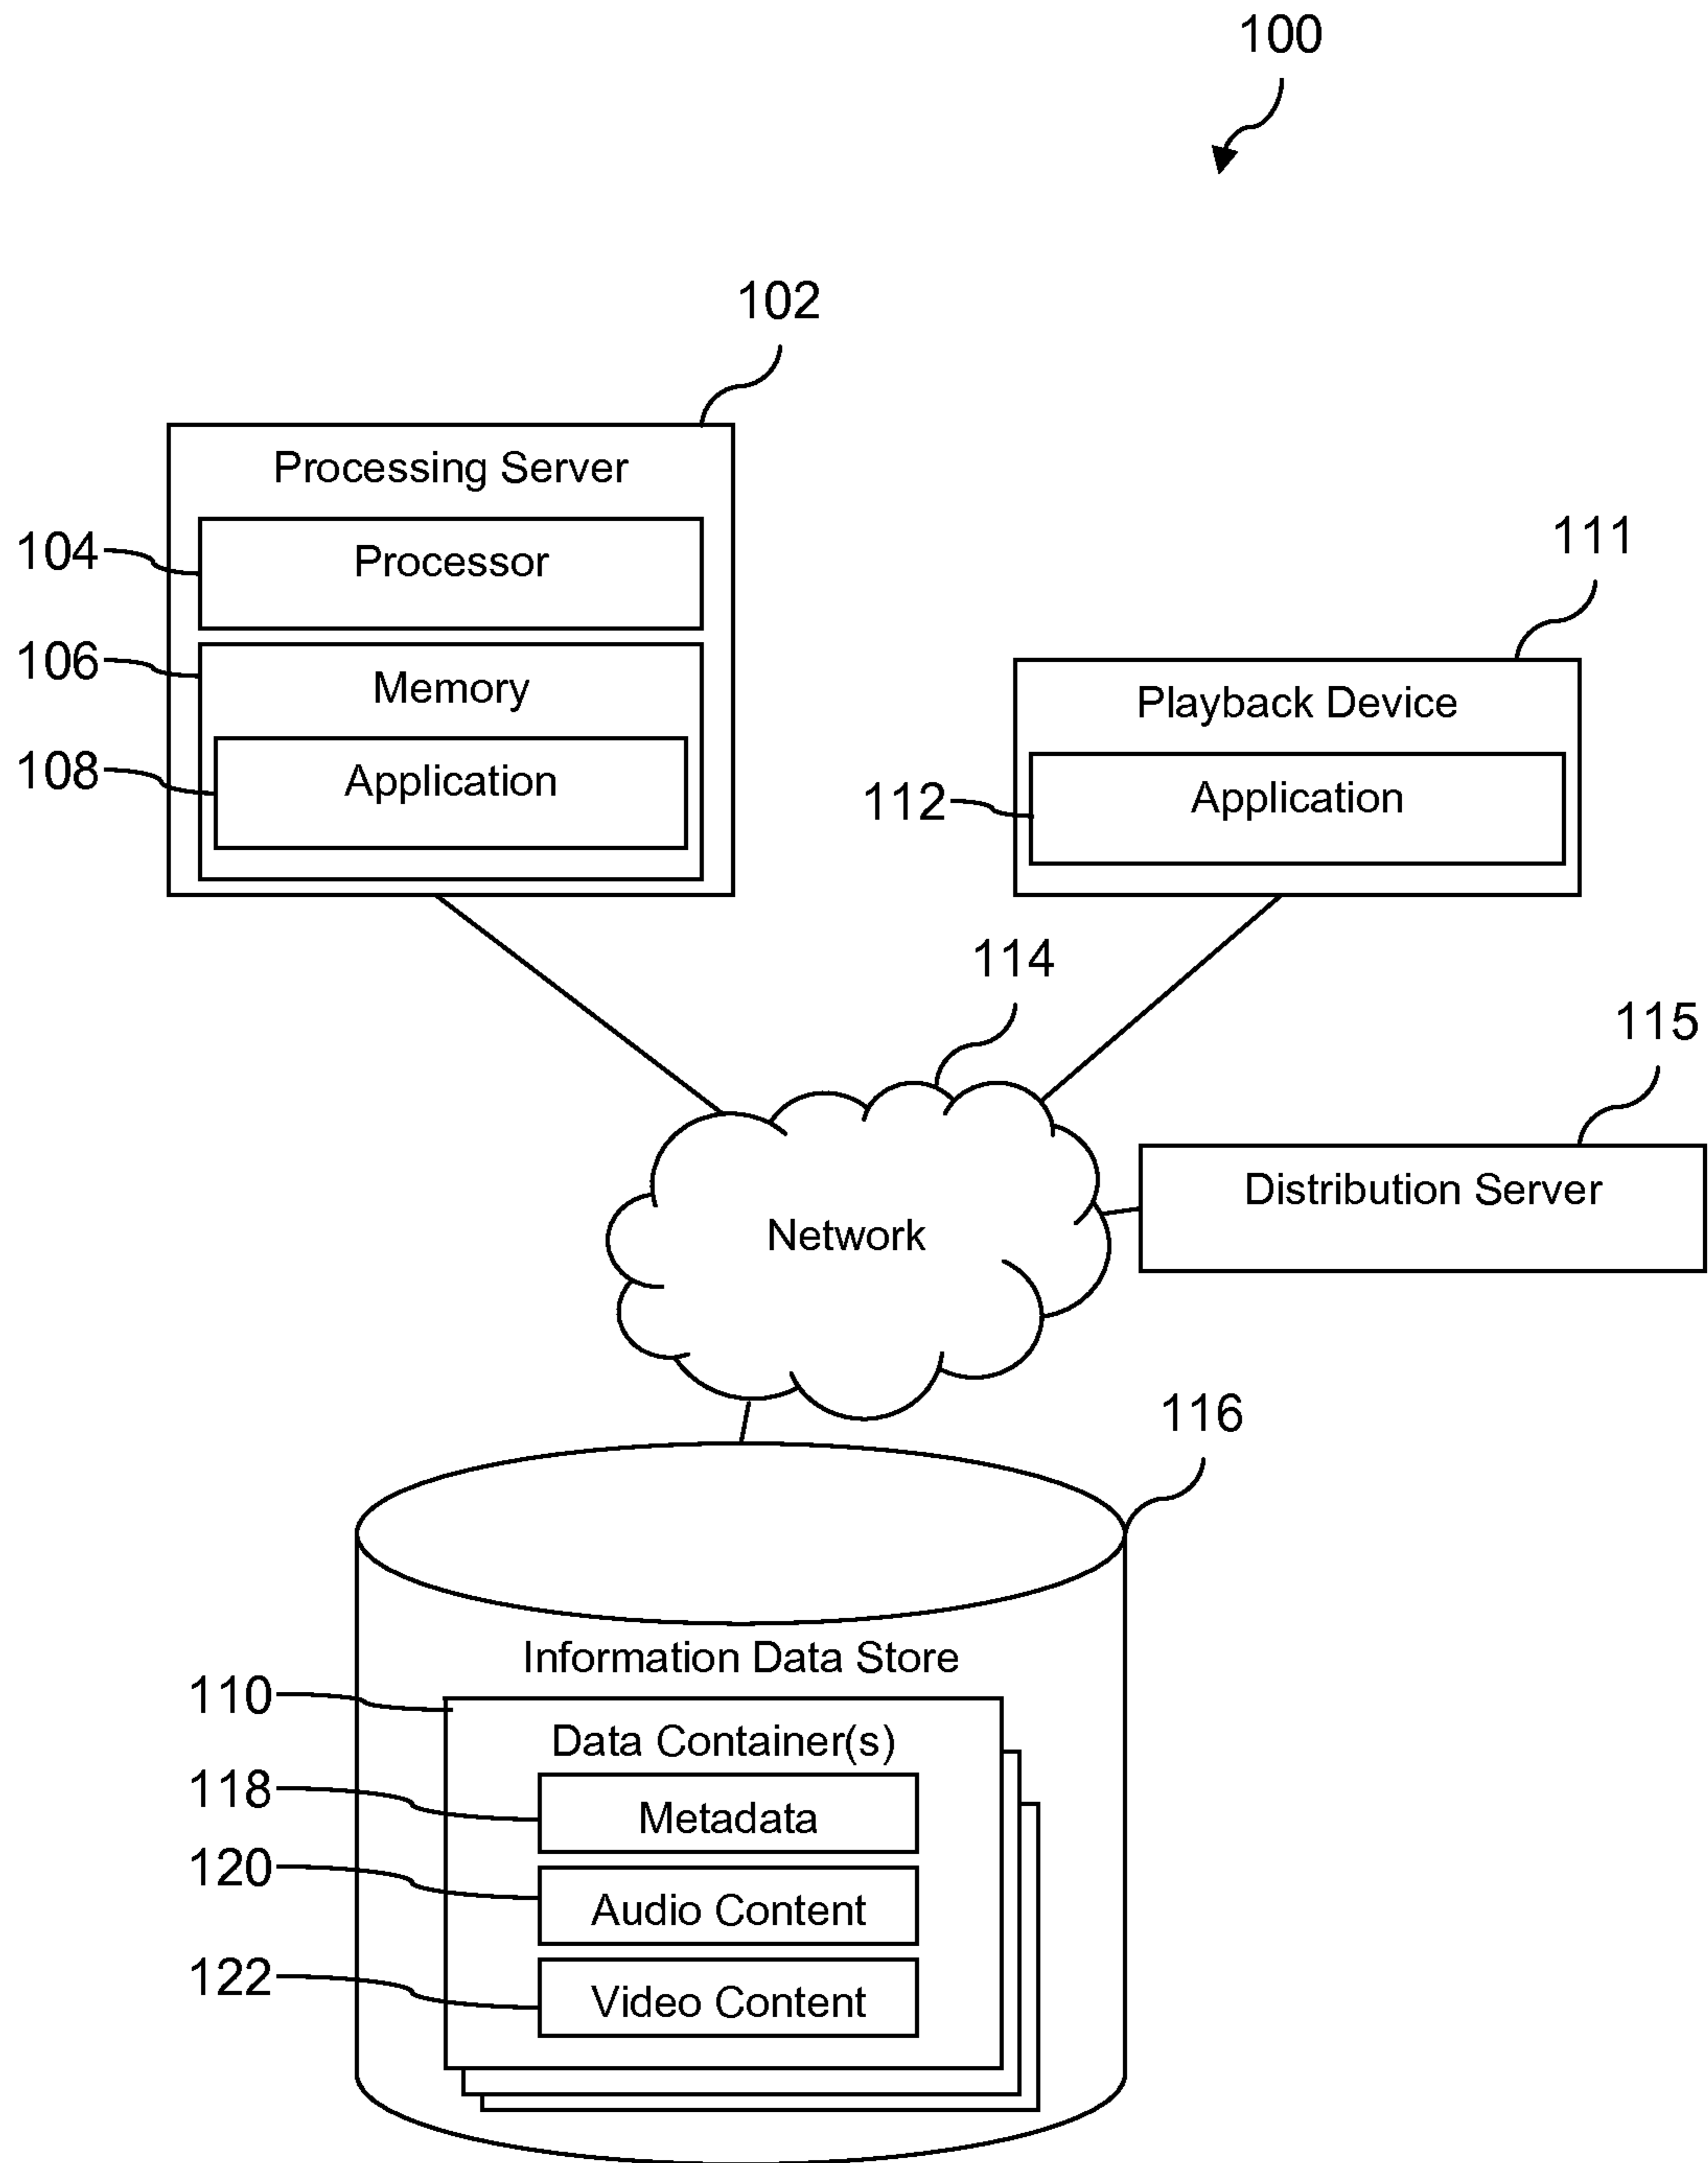 100
102
Processing Server
104
Processor
106
Memory
108
Application
111
Playback Device
112
Application
114
115
Network
Distribution Server
116
Information Data Store
110
Data Container(s)
118
Metadata
120
Audio Content
122
Video Content